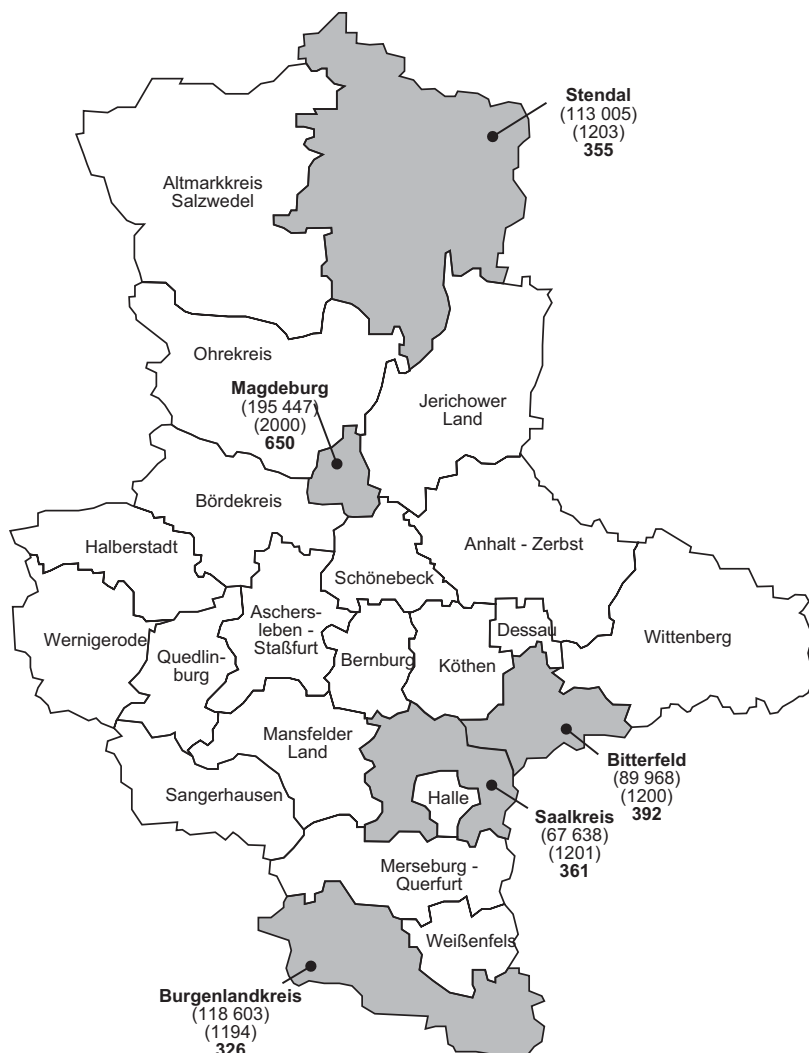 Stendal
(113 005)
(1203)
355
Altmarkkreis
Salzwedel
Ohrekreis
Magdeburg
(195 447)
(2000)
650
Jerichower
Land
Bördekreis
Halberstadt
Anhalt - Zerbst
Schönebeck
Wernigerode
Quedlin-
burg
Aschers-
leben -
Staßfurt
Bernburg
Köthen
Dessau
Wittenberg
Mansfelder
Land
Sangerhausen
Halle
Bitterfeld
(89 968)
(1200)
392
Saalkreis
(67 638)
(1201)
361
Merseburg -
Querfurt
Weißenfels
Burgenlandkreis
(118 603)
(1194)
326